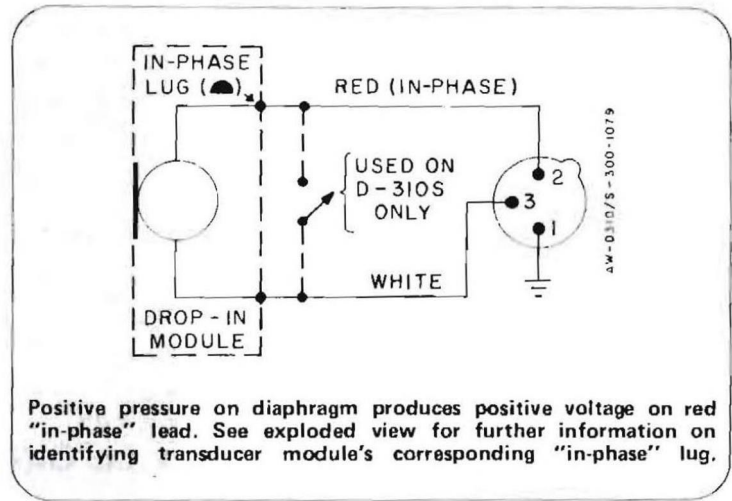 IN-PHASE
LUG ( )
RED (IN-PHASE)
USED ON
D-310S
ONLY
2
3
1
WHITE
DROP-IN
MODULE
AW-0310/S-300-1079
Positive pressure on diaphragm produces positive voltage on red
"in-phase" lead. See exploded view for further information on
identifying transducer module's corresponding "in-phase" lug.